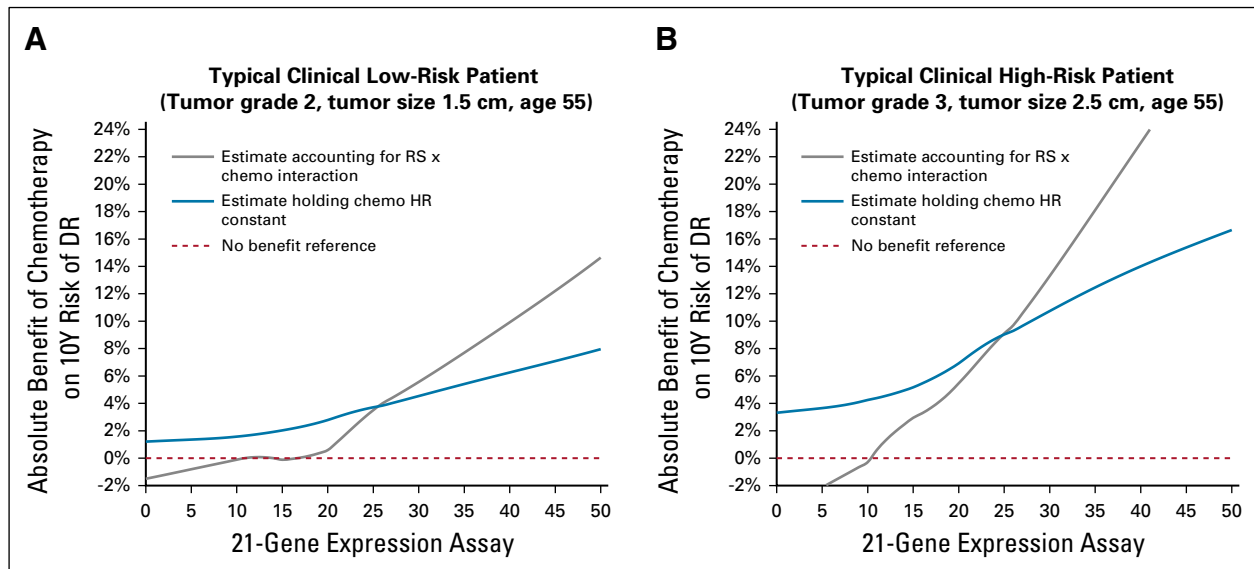 A
Typical Clinical Low-Risk Patient
(Tumor grade 2, tumor size 1.5 cm, age 55)
Absolute Benefit of Chemotherapy
on 10Y Risk of DR
24%
22%
20%
18%
16%
14%
12%
10%
8%
6%
4%
2%
0%
-2%
Estimate accounting for RS x
chemo interaction
Estimate holding chemo HR
constant
No benefit reference
0 5 10 15 20 25 30 35 40 45 50
21-Gene Expression Assay
B
Typical Clinical High-Risk Patient
(Tumor grade 3, tumor size 2.5 cm, age 55)
Absolute Benefit of Chemotherapy
on 10Y Risk of DR
24%
22%
20%
18%
16%
14%
12%
10%
8%
6%
4%
2%
0%
-2%
Estimate accounting for RS x
chemo interaction
Estimate holding chemo HR
constant
No benefit reference
0 5 10 15 20 25 30 35 40 45 50
21-Gene Expression Assay